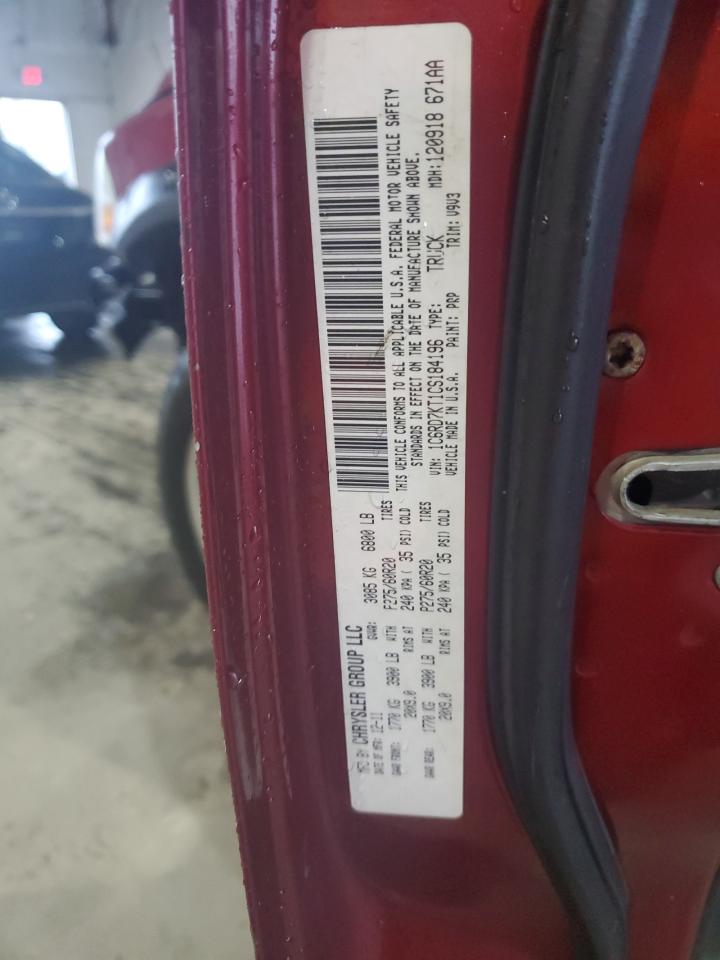 MFD BY CHRYSLER GROUP LLC
DATE OF MFR: 12-11 GVWR: 3085 KG 6800 LB
GAWR FRONT: 1770 KG 3900 LB WITH P275/60R20 TIRES
20X9.0 RIMS AT 240 KPA ( 35 PSI) COLD
GAWR REAR: 1770 KG 3900 LB WITH P275/60R20 TIRES
20X9.0 RIMS AT 240 KPA ( 35 PSI) COLD
THIS VEHICLE CONFORMS TO ALL APPLICABLE U.S.A. FEDERAL MOTOR VEHICLE SAFETY
STANDARDS IN EFFECT ON THE DATE OF MANUFACTURE SHOWN ABOVE.
VIN: 1C6RD7KT1CS184196 TYPE: TRUCK MDH:120918 671AA
VEHICLE MADE IN U.S.A. PAINT: PRP TRIM: V9V3